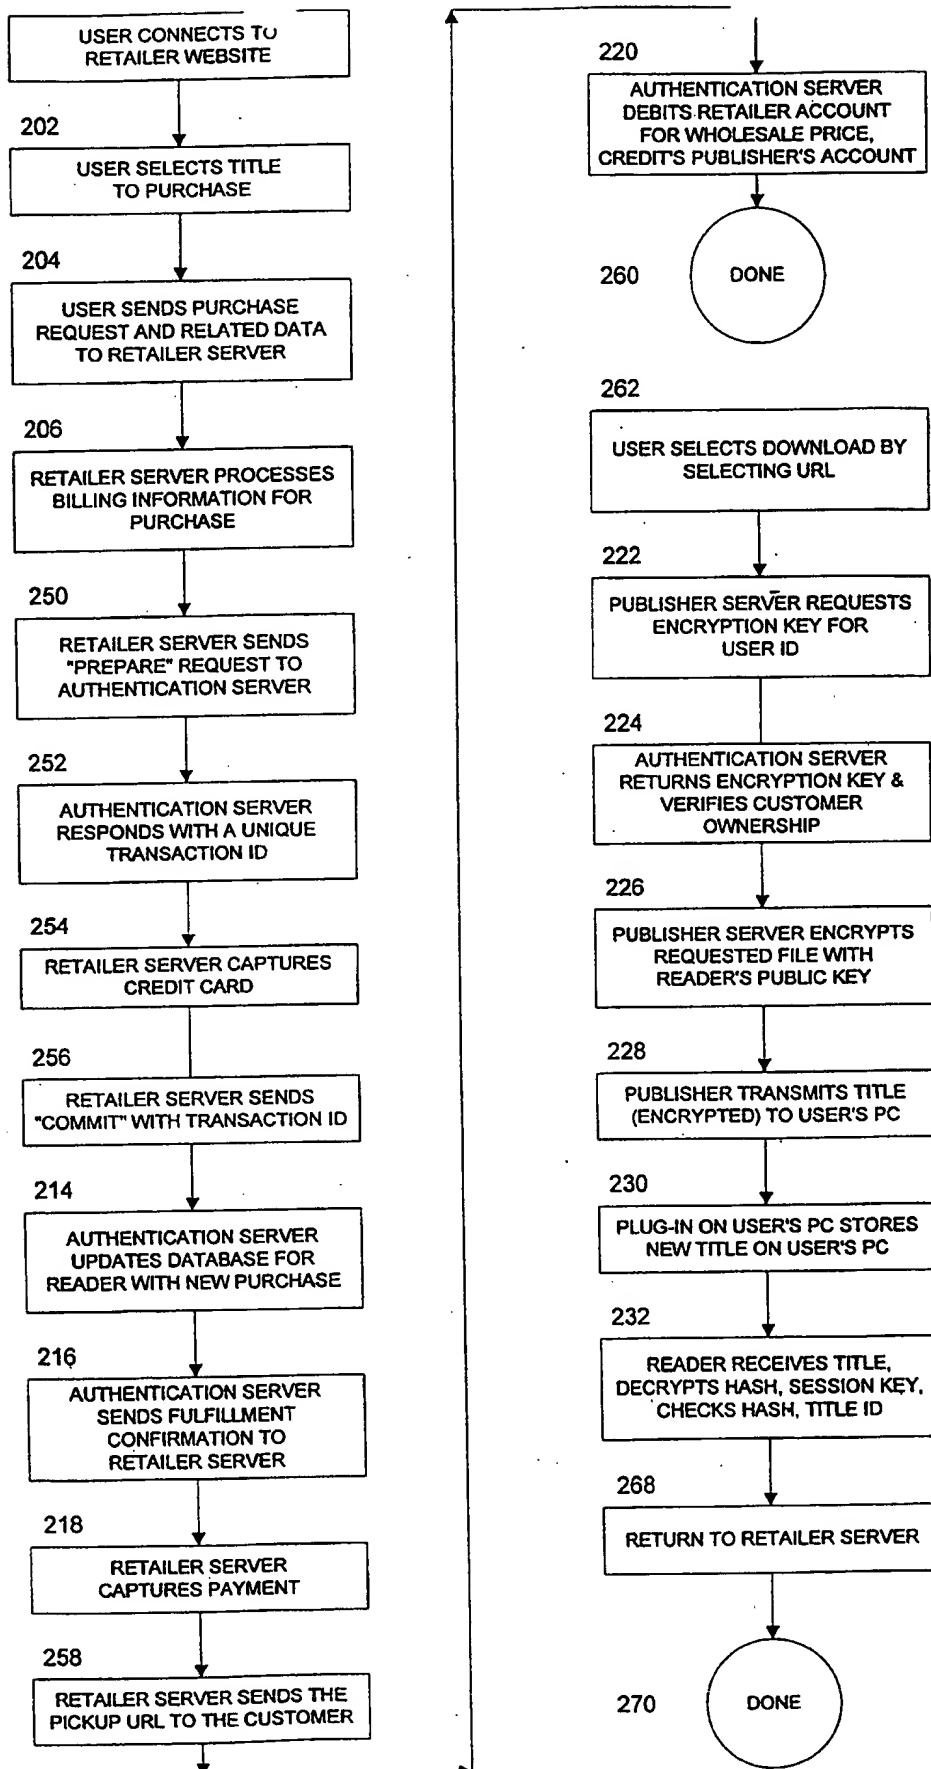 USER CONNECTS TO
RETAILER WEBSITE
202
USER SELECTS TITLE
TO PURCHASE
204
USER SENDS PURCHASE
REQUEST AND RELATED DATA
TO RETAILER SERVER
206
RETAILER SERVER PROCESSES
BILLING INFORMATION FOR
PURCHASE
250
RETAILER SERVER SENDS
"PREPARE" REQUEST TO
AUTHENTICATION SERVER
252
AUTHENTICATION SERVER
RESPONDS WITH A UNIQUE
TRANSACTION ID
254
RETAILER SERVER CAPTURES
CREDIT CARD
256
RETAILER SERVER SENDS
"COMMIT" WITH TRANSACTION ID
214
AUTHENTICATION SERVER
UPDATES DATABASE FOR
READER WITH NEW PURCHASE
216
AUTHENTICATION SERVER
SENDS FULFILLMENT
CONFIRMATION TO
RETAILER SERVER
218
RETAILER SERVER
CAPTURES PAYMENT
258
RETAILER SERVER SENDS THE
PICKUP URL TO THE CUSTOMER
220
AUTHENTICATION SERVER
DEBITS RETAILER ACCOUNT
FOR WHOLESALE PRICE,
CREDIT'S PUBLISHER'S ACCOUNT
260
DONE
262
USER SELECTS DOWNLOAD BY
SELECTING URL
222
PUBLISHER SERVER REQUESTS
ENCRYPTION KEY FOR
USER ID
224
AUTHENTICATION SERVER
RETURNS ENCRYPTION KEY &
VERIFIES CUSTOMER
OWNERSHIP
226
PUBLISHER SERVER ENCRYPTS
REQUESTED FILE WITH
READER'S PUBLIC KEY
228
PUBLISHER TRANSMITS TITLE
(ENCRYPTED) TO USER'S PC
230
PLUG-IN ON USER'S PC STORES
NEW TITLE ON USER'S PC
232
READER RECEIVES TITLE,
DECRYPTS HASH, SESSION KEY,
CHECKS HASH, TITLE ID
268
RETURN TO RETAILER SERVER
270
DONE